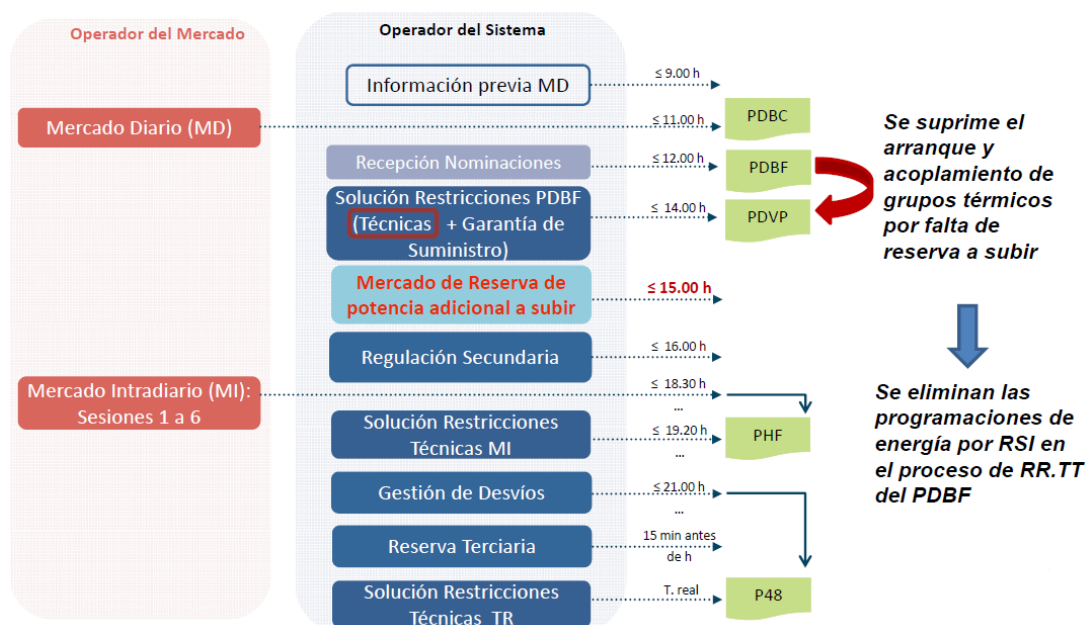 Operador del Mercado
Operador del Sistema
Información previa MD
≤ 9.00 h
Mercado Diario (MD)
≤ 11.00 h
PDBC
Recepción Nominaciones
≤ 12.00 h
PDBF
Solución Restricciones PDBF
(Técnicas + Garantía de
Suministro)
≤ 14.00 h
PDVP
Se suprime el
arranque y
acoplamiento de
grupos térmicos
por falta de
reserva a subir
Mercado de Reserva de
potencia adicional a subir
≤ 15.00 h
Regulación Secundaria
≤ 16.00 h
Mercado Intradiario (MI):
Sesiones 1 a 6
≤ 18.30 h
...
Solución Restricciones
Técnicas MI
≤ 19.20 h
...
PHF
Se eliminan las
programaciones de
energía por RSI en
el proceso de RR.TT
del PDBF
Gestión de Desvíos
≤ 21.00 h
...
Reserva Terciaria
15 min antes
de h
Solución Restricciones
Técnicas TR
T. real
P48